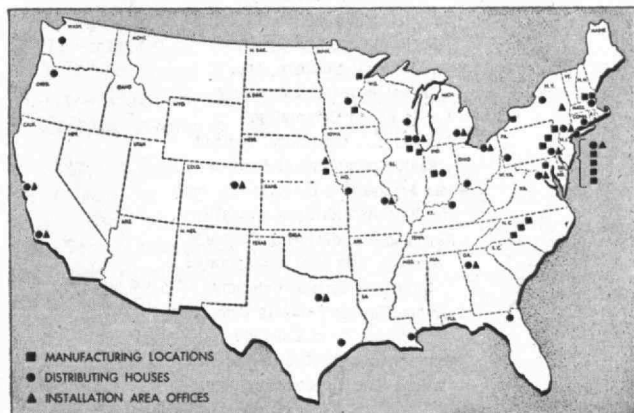 WASH.
MONT.
N. DAK.
MINN.
MAINE
OREG.
IDAHO
S. DAK.
WYO.
N.Y.
VT.
N.H.
MASS.
CONN.
MICH.
IOWA
NEBR.
PA.
CALIF.
NEV.
UTAH
COLO.
KANS.
MO.
ILL.
IND.
OHIO
W. VA.
VA.
KY.
ARIZ.
N. MEX.
OKLA.
TEXAS
ARK.
TENN.
N. C.
S. C.
MISS.
ALA.
GA.
LA.
FLA.
MANUFACTURING LOCATIONS
DISTRIBUTING HOUSES
INSTALLATION AREA OFFICES